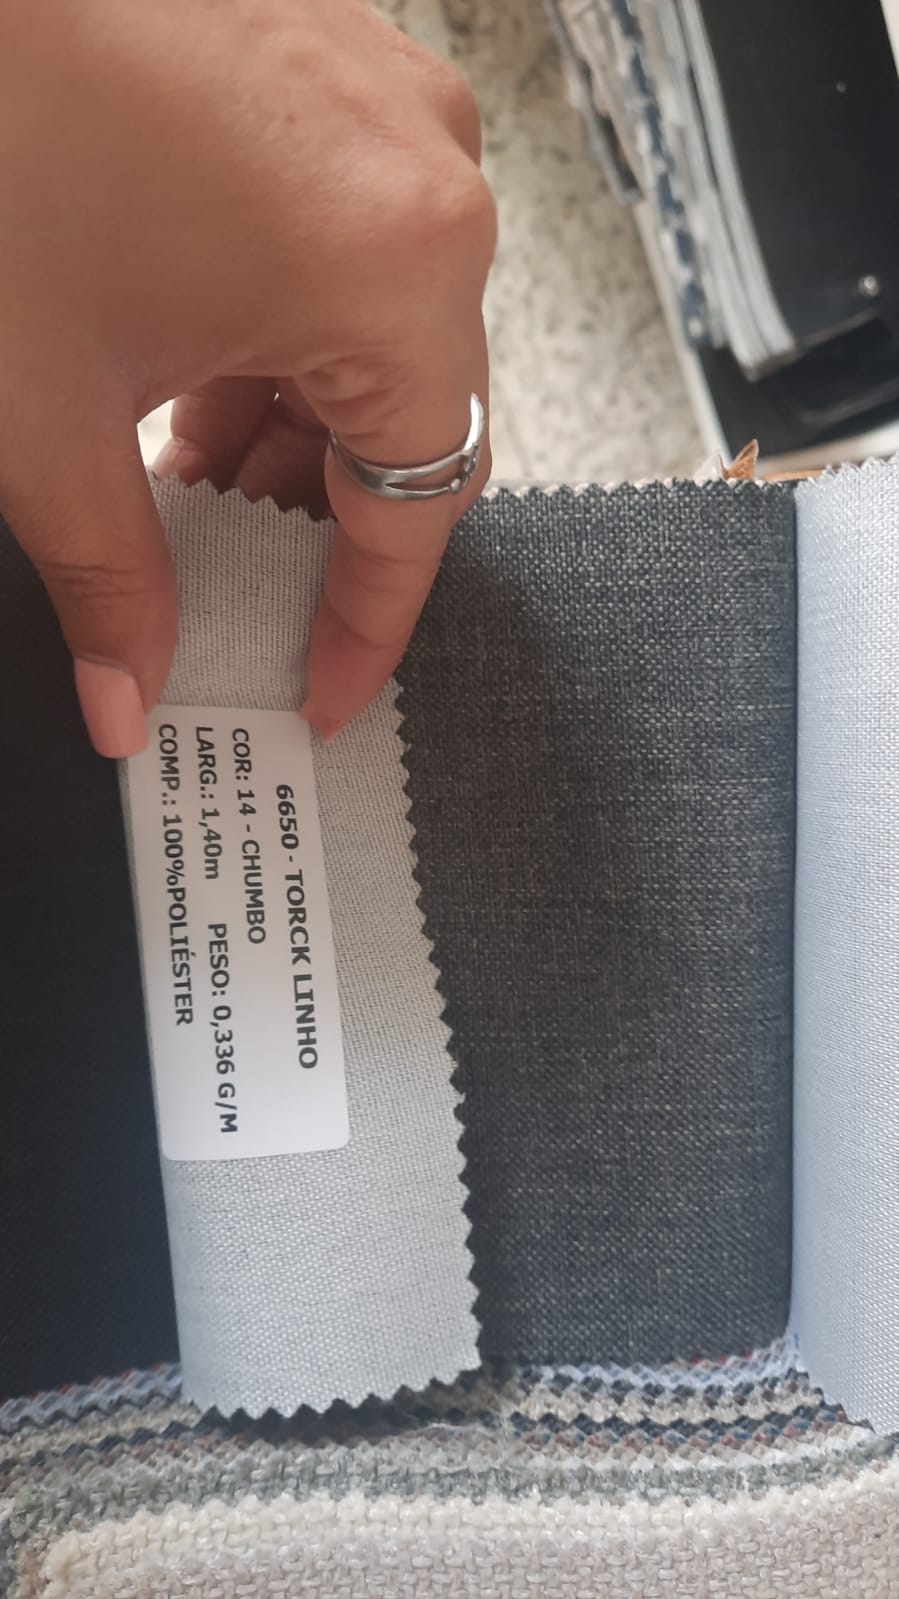 6650 - TORCK LINHO
COR: 14 - CHUMBO
LARG.: 1,40m PESO: 0,336 G/M
COMP.: 100%POLIÉSTER